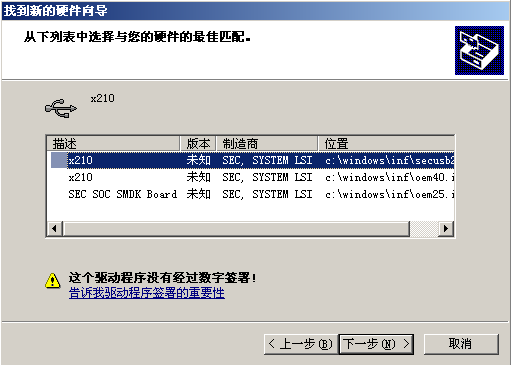 找到新的硬件向导
从下列表中选择与您的硬件的最佳匹配。
x210
描述 版本 制造商 位置
x210 未知 SEC, SYSTEM LSI c:\windows\inf\secusb2
x210 未知 SEC, SYSTEM LSI c:\windows\inf\oem40.i
SEC SOC SMDK Board 未知 SEC, SYSTEM LSI c:\windows\inf\oem25.i
这个驱动程序没有经过数字签署!
告诉我驱动程序签署的重要性
< 上一步(B) 下一步(N) > 取消